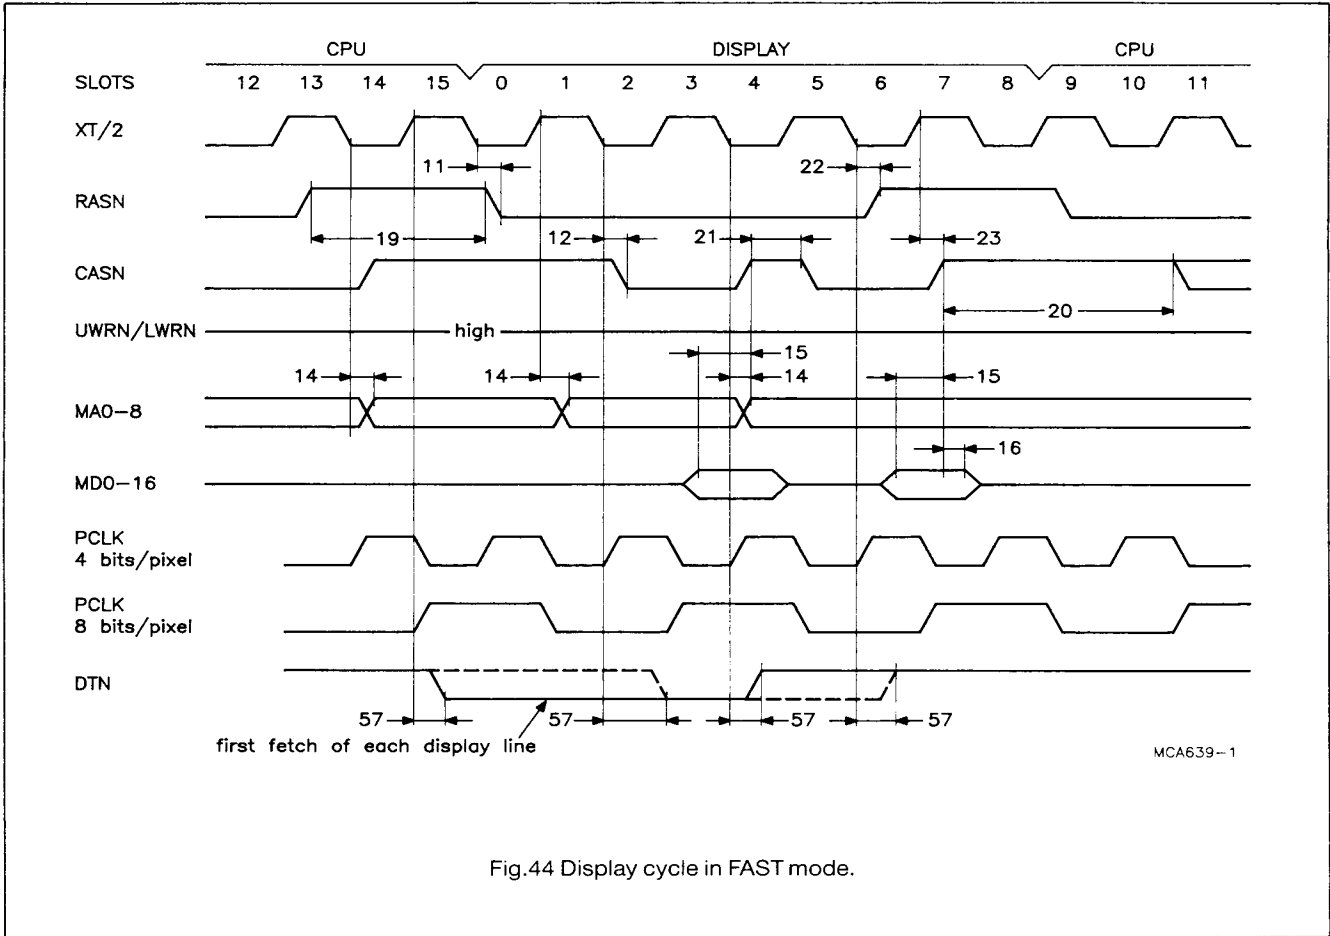 CPU DISPLAY CPU
SLOTS 12 13 14 15 0 1 2 3 4 5 6 7 8 9 10 11
XT/2
11 22
RASN
19 12 21 23
CASN
20
UWRN/LWRN high
15
14 14 14 15
MA0-8
16
MD0-16
PCLK
4 bits/pixel
PCLK
8 bits/pixel
DTN
57 57 57 57
first fetch of each display line
MCA639-1
Fig.44 Display cycle in FAST mode.